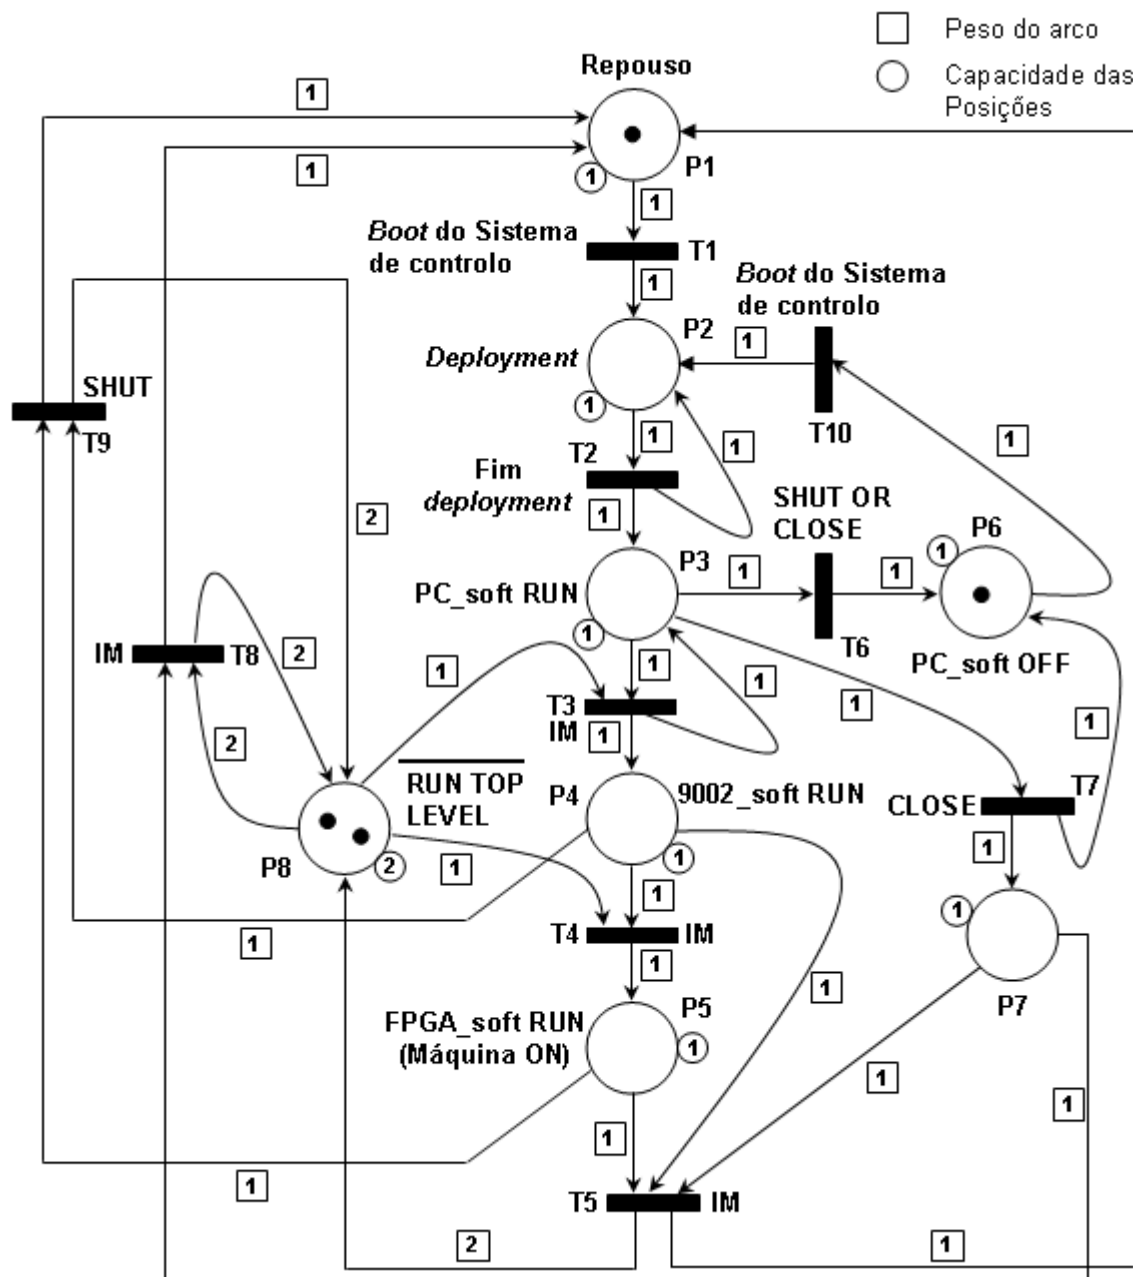 Peso do arco
Capacidade das
Posições
Repouso
1
1
1
P1
1
Boot do Sistema
de controlo
T1
1
Boot do Sistema
de controlo
P2
1
Deployment
1
SHUT
T9
1
T10
1
1
T2
Fim
deployment
1
SHUT OR
CLOSE
P6
2
1
P3
1
1
PC_soft RUN
1
IM
T8
2
1
1
T6
PC_soft OFF
1
1
T3
IM
1
1
2
RUN TOP
LEVEL
P4
9002_soft RUN
CLOSE
T7
P8
2
1
1
1
1
1
T4
IM
1
1
1
P7
FPGA_soft RUN
(Máquina ON)
P5
1
1
1
1
1
T5
IM
2
1